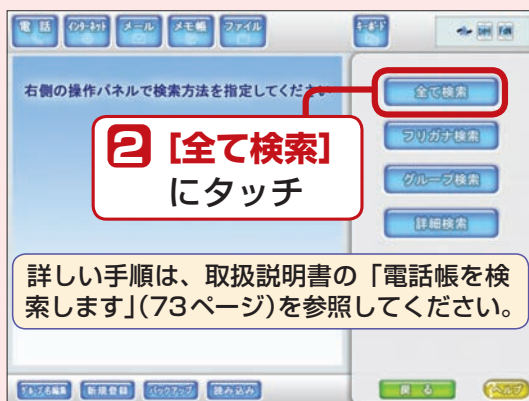 電 話
インターネット
メール
メモ帳
ファイル
キーボード
右側の操作パネルで検索方法を指定してください
全て検索
2 [全て検索]
にタッチ
フリガナ検索
グループ検索
詳細検索
詳しい手順は、取扱説明書の「電話帳を検
索します」(73ページ)を参照してください。
グループ名編集
新規登録
バックアップ
読み込み
戻 る
ヘルプ